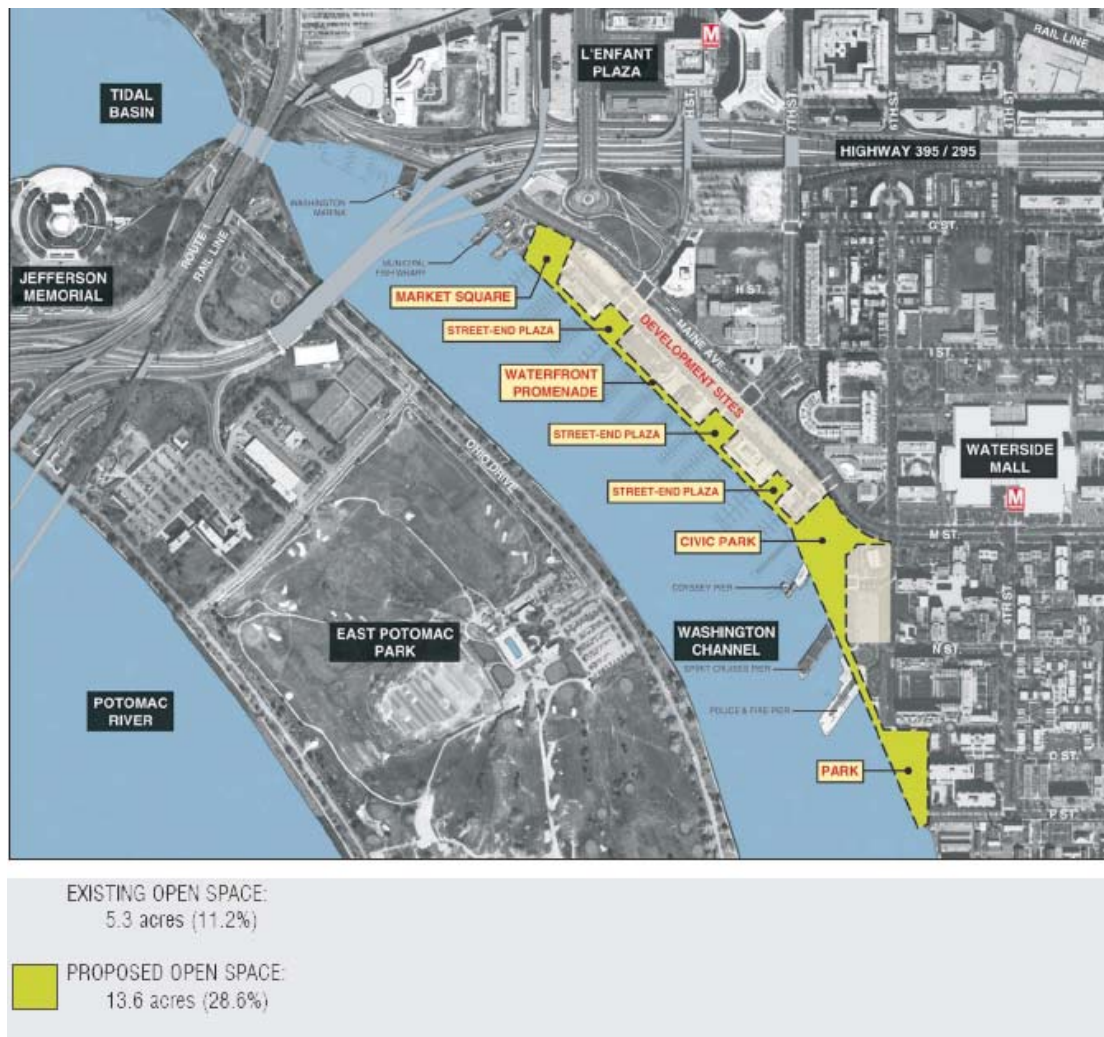 L'ENFANT
PLAZA
M
RAIL LINE
TIDAL
BASIN
7TH ST.
6TH ST.
HIGHWAY 395 / 295
WASHINGTON
MARINA
G ST.
ROUTE
RAIL LINE
JEFFERSON
MEMORIAL
MUNICIPAL
FISH WHARF
H ST.
MARKET SQUARE
STREET-END PLAZA
MAINE AVE.
DEVELOPMENT SITES
I ST.
WATERFRONT
PROMENADE
STREET-END PLAZA
OHIO DRIVE
WATERSIDE
MALL
M
STREET-END PLAZA
CIVIC PARK
M ST.
ODYSSEY PIER
4TH ST.
EAST POTOMAC
PARK
WASHINGTON
CHANNEL
N ST.
SPIRIT CRUISES PIER
POTOMAC
RIVER
POLICE & FIRE PIER
PARK
O ST.
P ST.
EXISTING OPEN SPACE:
5.3 acres (11.2%)
PROPOSED OPEN SPACE:
13.6 acres (28.6%)